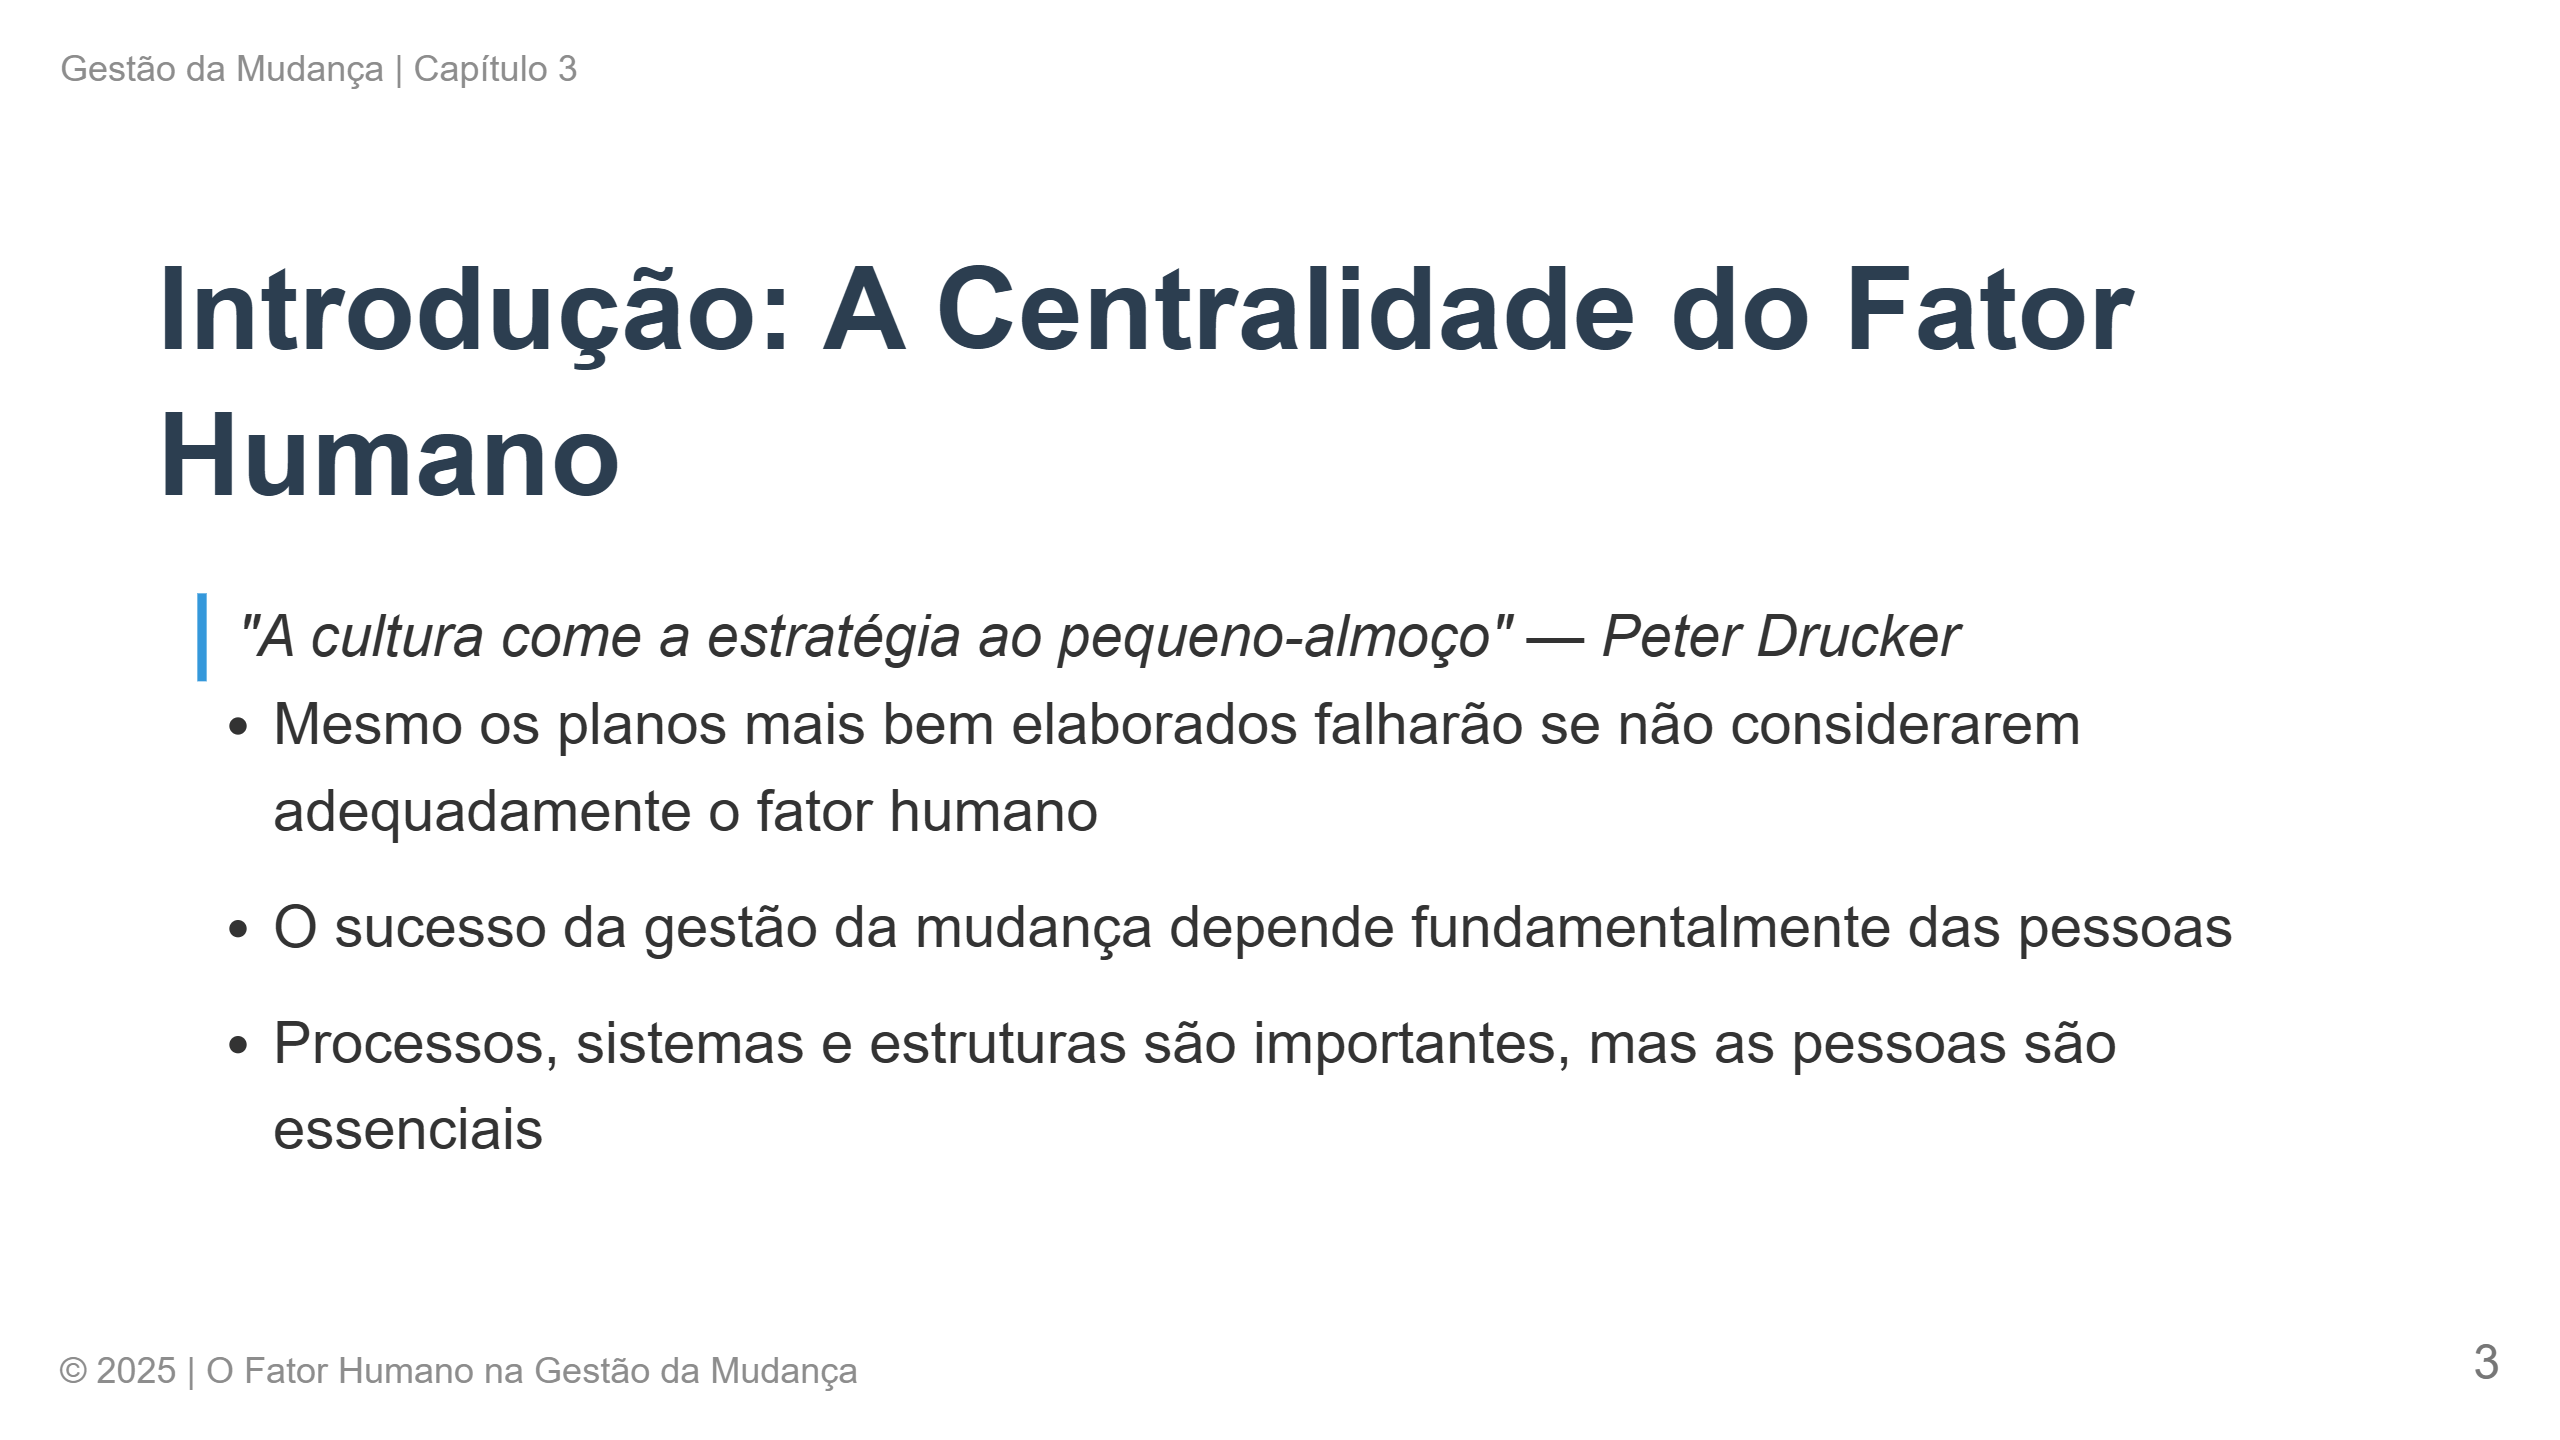 Gestão da Mudança | Capítulo 3
Introdução: A Centralidade do Fator
Humano
"A cultura come a estratégia ao pequeno-almoço" — Peter Drucker
• Mesmo os planos mais bem elaborados falharão se não considerarem
adequadamente o fator humano
• O sucesso da gestão da mudança depende fundamentalmente das pessoas
• Processos, sistemas e estruturas são importantes, mas as pessoas são
essenciais
© 2025 | O Fator Humano na Gestão da Mudança
3